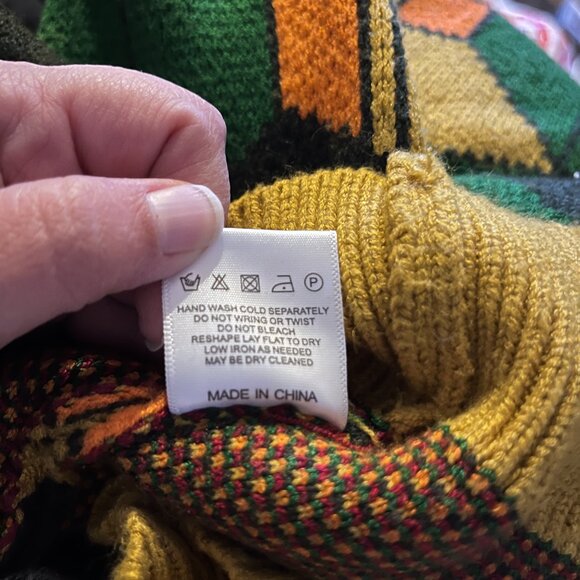 P
HAND WASH COLD SEPARATELY
DO NOT WRING OR TWIST
DO NOT BLEACH
RESHAPE LAY FLAT TO DRY
LOW IRON AS NEEDED
MAY BE DRY CLEANED
MADE IN CHINA